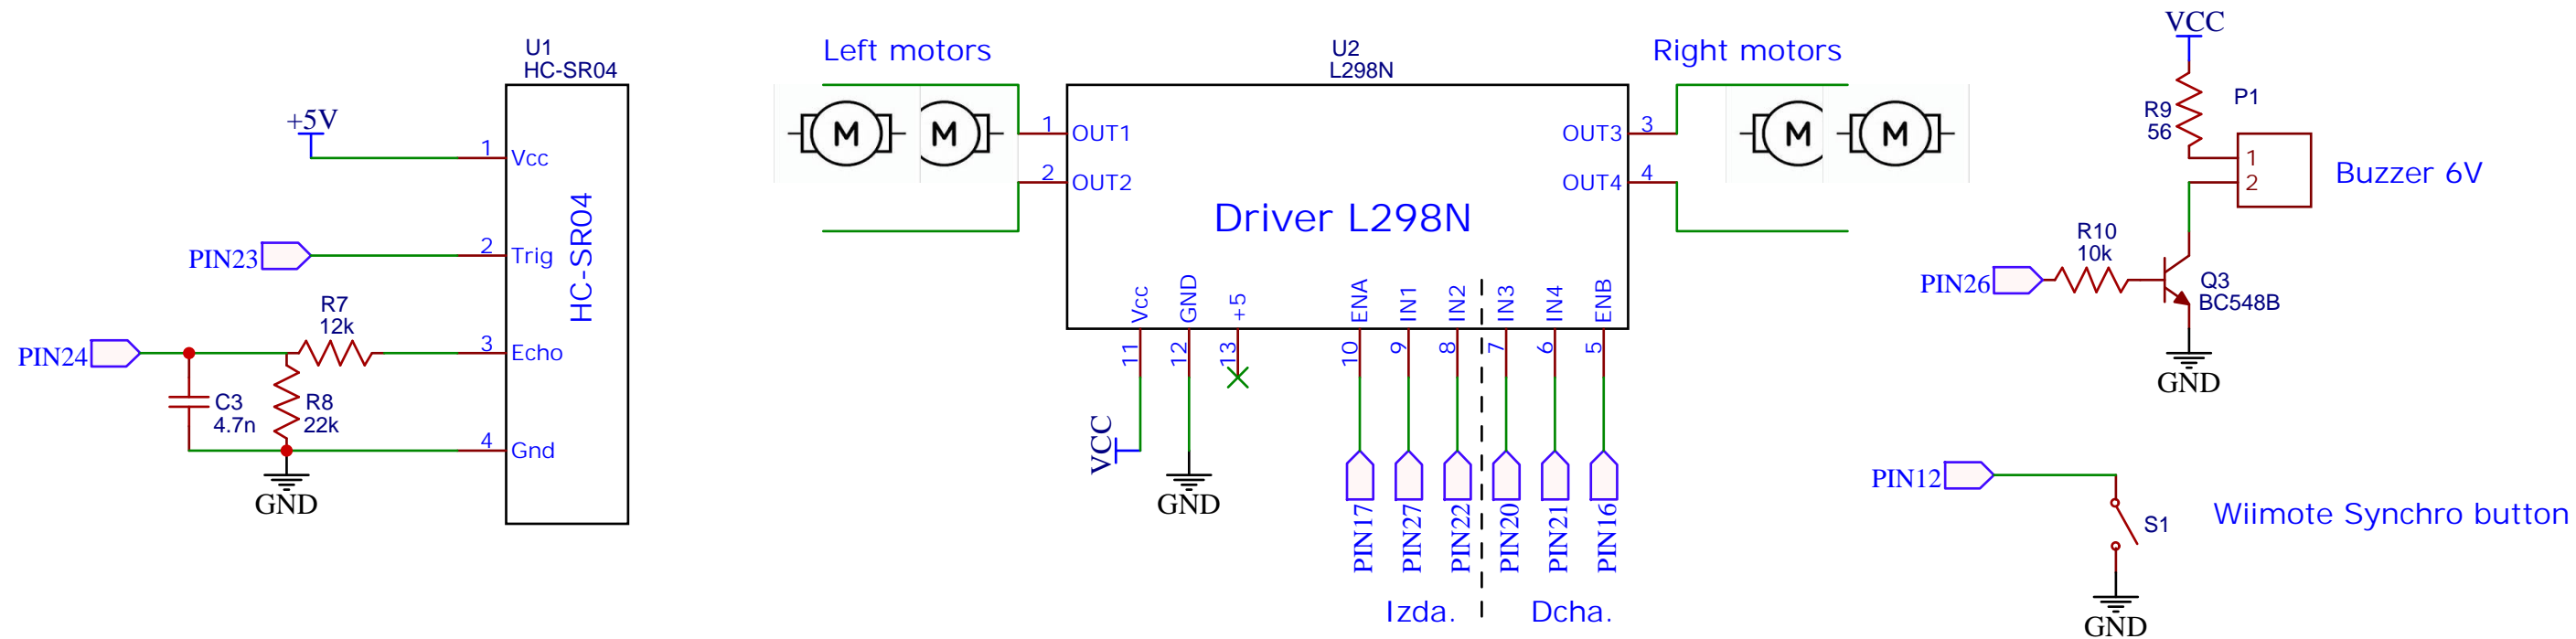 U1
HC-SR04
+5V
1
Vcc
PIN23
2
Trig
HC-SR04
R7
12k
PIN24
3
Echo
C3
4.7n
R8
22k
4
Gnd
GND
Left motors
M
M
U2
L298N
Right motors
M
M
1
OUT1
2
OUT2
OUT3
3
OUT4
4
Driver L298N
Vcc
GND
+5
ENA
IN1
IN2
IN3
IN4
ENB
11
12
13
10
9
8
7
6
5
VCC
GND
PIN17
PIN27
PIN22
PIN20
PIN21
PIN16
Izda.
Dcha.
VCC
R9
56
P1
1
2
Buzzer 6V
R10
10k
PIN26
Q3
BC548B
GND
PIN12
S1
Wiimote Synchro button
GND